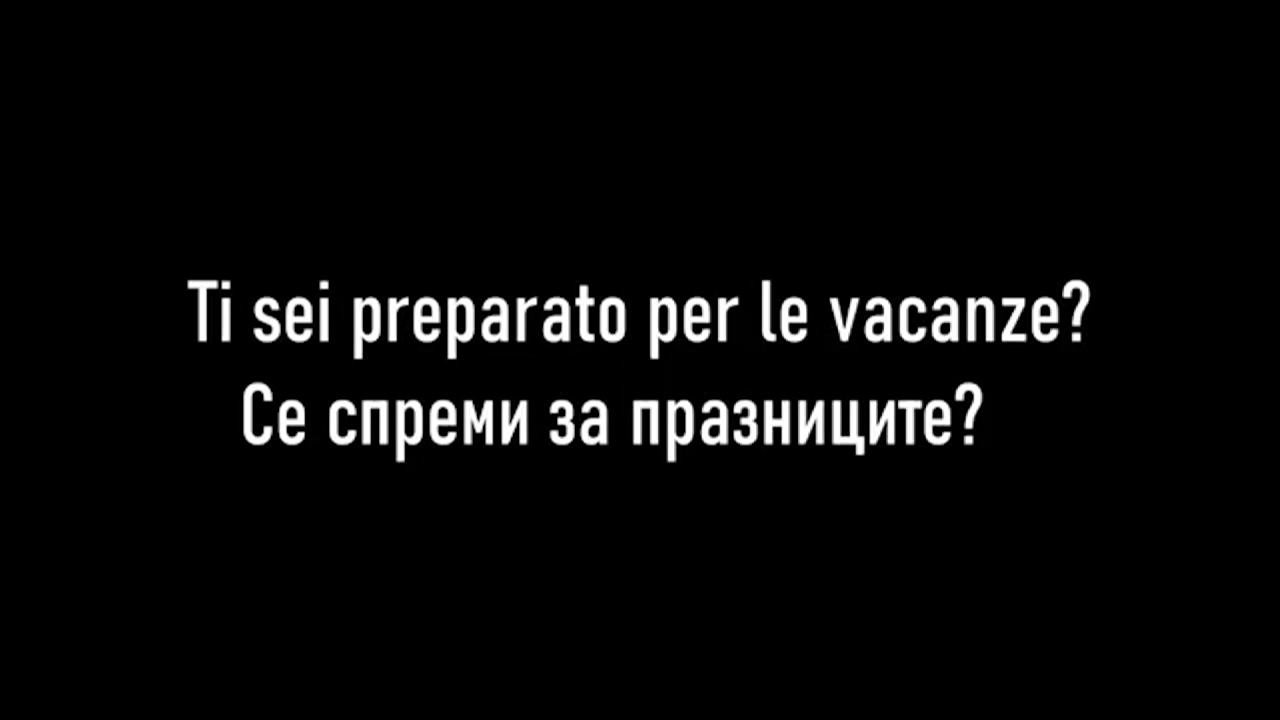 Ti sei preparato per le vacanze?
Се спреми за празниците?